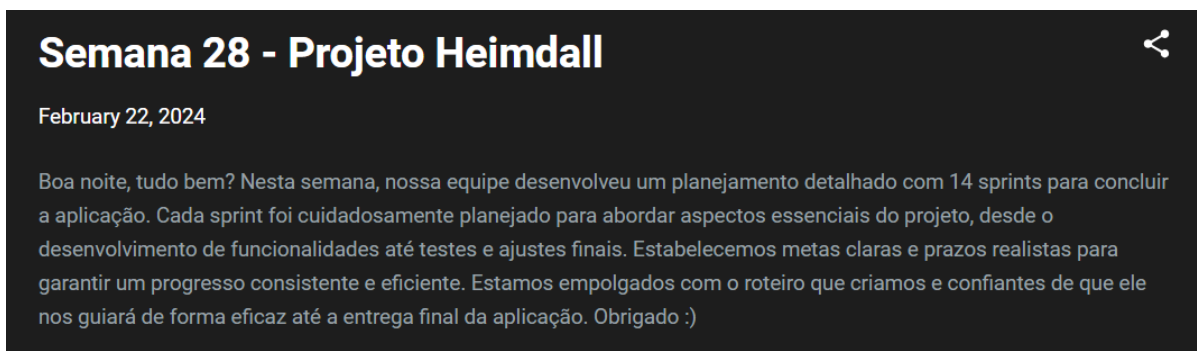 Semana 28 - Projeto Heimdall
February 22, 2024
Boa noite, tudo bem? Nesta semana, nossa equipe desenvolveu um planejamento detalhado com 14 sprints para concluir
a aplicação. Cada sprint foi cuidadosamente planejado para abordar aspectos essenciais do projeto, desde o
desenvolvimento de funcionalidades até testes e ajustes finais. Estabelecemos metas claras e prazos realistas para
garantir um progresso consistente e eficiente. Estamos empolgados com o roteiro que criamos e confiantes de que ele
nos guiará de forma eficaz até a entrega final da aplicação. Obrigado :)